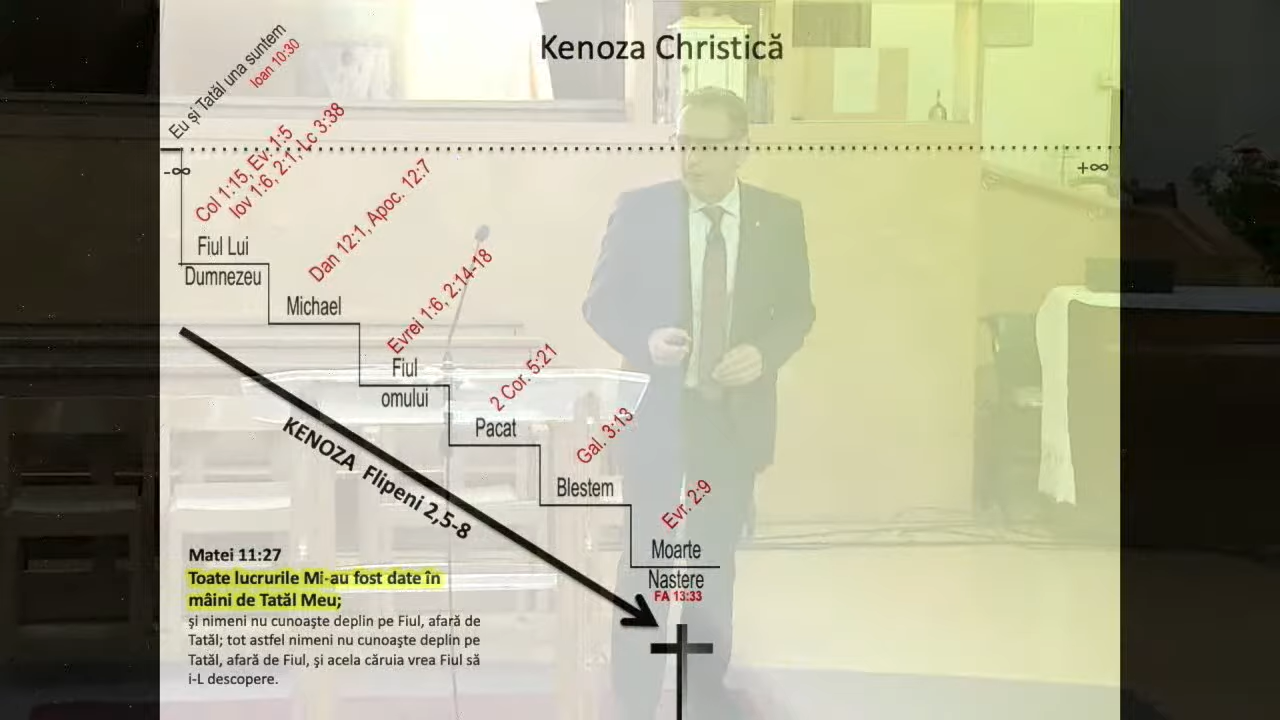 Kenoza Christică
Eu și Tatăl una suntem
Ioan 10:30
-∞
+∞
Col 1:15, Ev. 1:5
Iov 1:6, 2:1, Lc 3:38
Fiul Lui
Dumnezeu
Dan 12:1, Apoc. 12:7
Michael
Evrei 1:6, 2:14-18
Fiul
omului
2 Cor. 5:21
Pacat
Gal. 3:13
Blestem
Evr. 2:9
Moarte
Nastere
FA 13:33
KENOZA Flipeni 2,5-8
Matei 11:27
Toate lucrurile Mi-au fost date în
mâini de Tatăl Meu;
și nimeni nu cunoaște deplin pe Fiul, afară de
Tatăl; tot astfel nimeni nu cunoaște deplin pe
Tatăl, afară de Fiul, și acela căruia vrea Fiul să
i-L descopere.